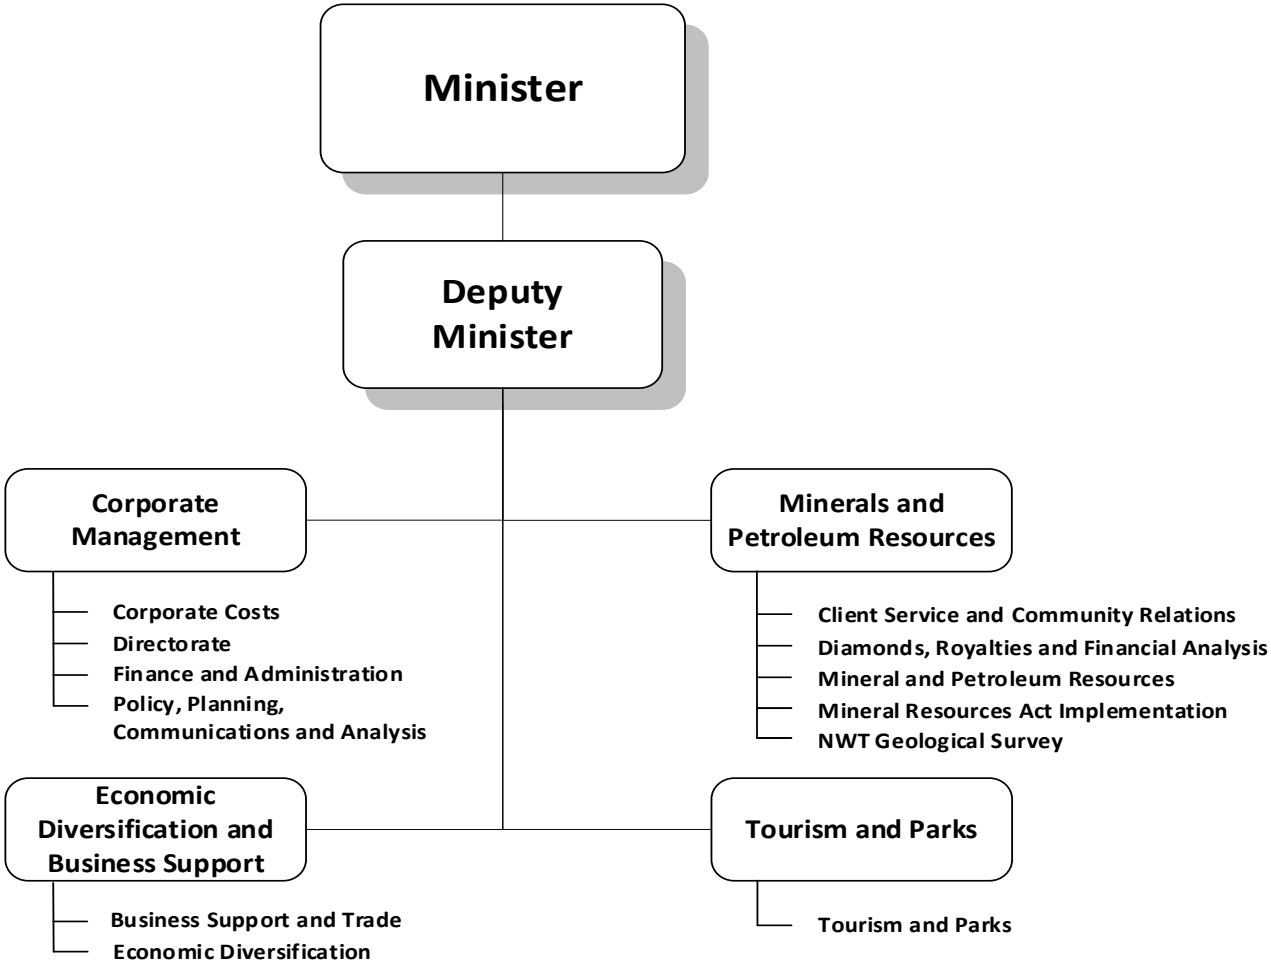 Minister
Deputy
Minister
Corporate
Management
Corporate Costs
Directorate
Finance and Administration
Policy, Planning,
Communications and Analysis
Minerals and
Petroleum Resources
Client Service and Community Relations
Diamonds, Royalties and Financial Analysis
Mineral and Petroleum Resources
Mineral Resources Act Implementation
NWT Geological Survey
Economic
Diversification and
Business Support
Business Support and Trade
Economic Diversification
Tourism and Parks
Tourism and Parks